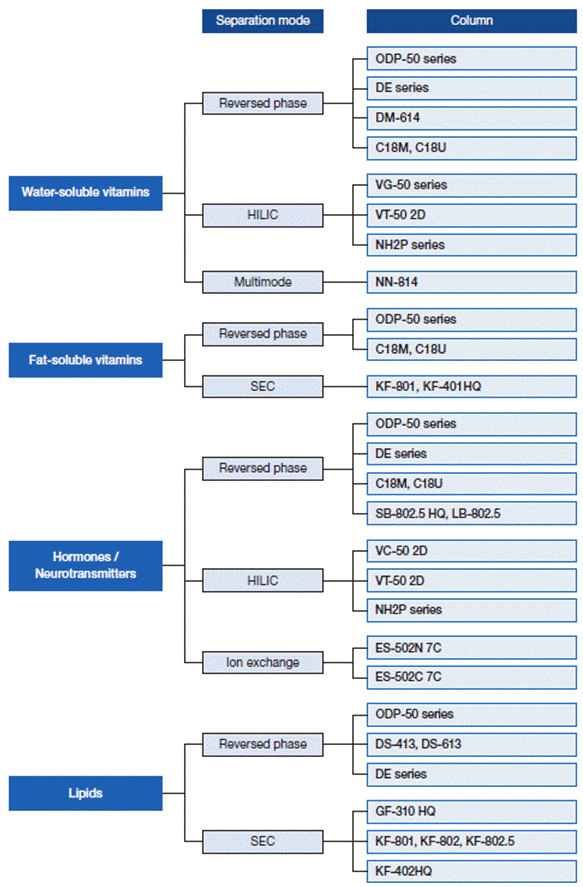 Separation mode
Column
Water-soluble vitamins
Reversed phase
ODP-50 series
DE series
DM-614
C18M, C18U
HILIC
VG-50 series
VT-50 2D
NH2P series
Multimode
NN-814
Fat-soluble vitamins
Reversed phase
ODP-50 series
C18M, C18U
SEC
KF-801, KF-401HQ
Hormones /
Neurotransmitters
Reversed phase
ODP-50 series
DE series
C18M, C18U
SB-802.5 HQ, LB-802.5
HILIC
VC-50 2D
VT-50 2D
NH2P series
Ion exchange
ES-502N 7C
ES-502C 7C
Lipids
Reversed phase
ODP-50 series
DS-413, DS-613
DE series
SEC
GF-310 HQ
KF-801, KF-802, KF-802.5
KF-402HQ